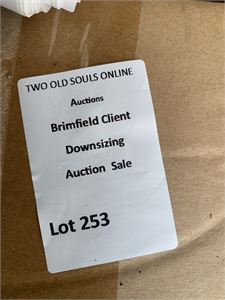 TWO OLD SOULS ONLINE
Auctions
Brimfield Client
Downsizing
Auction Sale
Lot 253